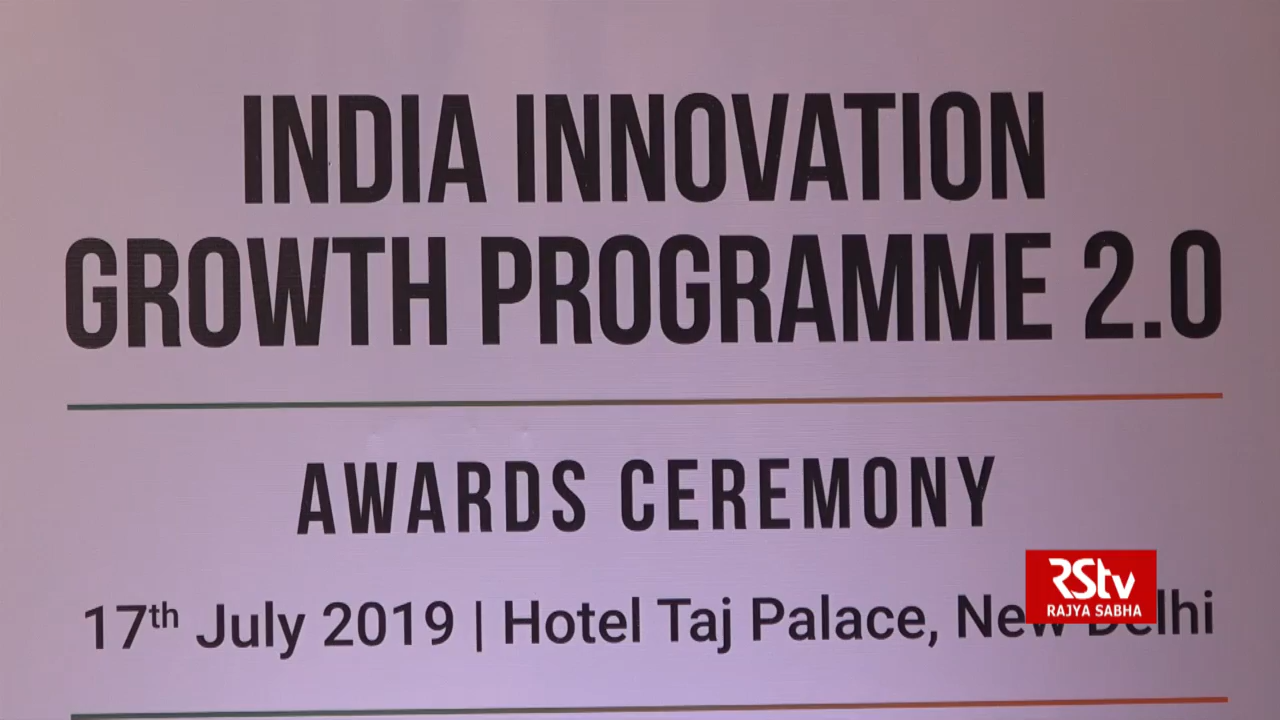 INDIA INNOVATION
GROWTH PROGRAMME 2.0
AWARDS CEREMONY
17th July 2019 | Hotel Taj Palace, New Delhi
RStv
RAJYA SABHA